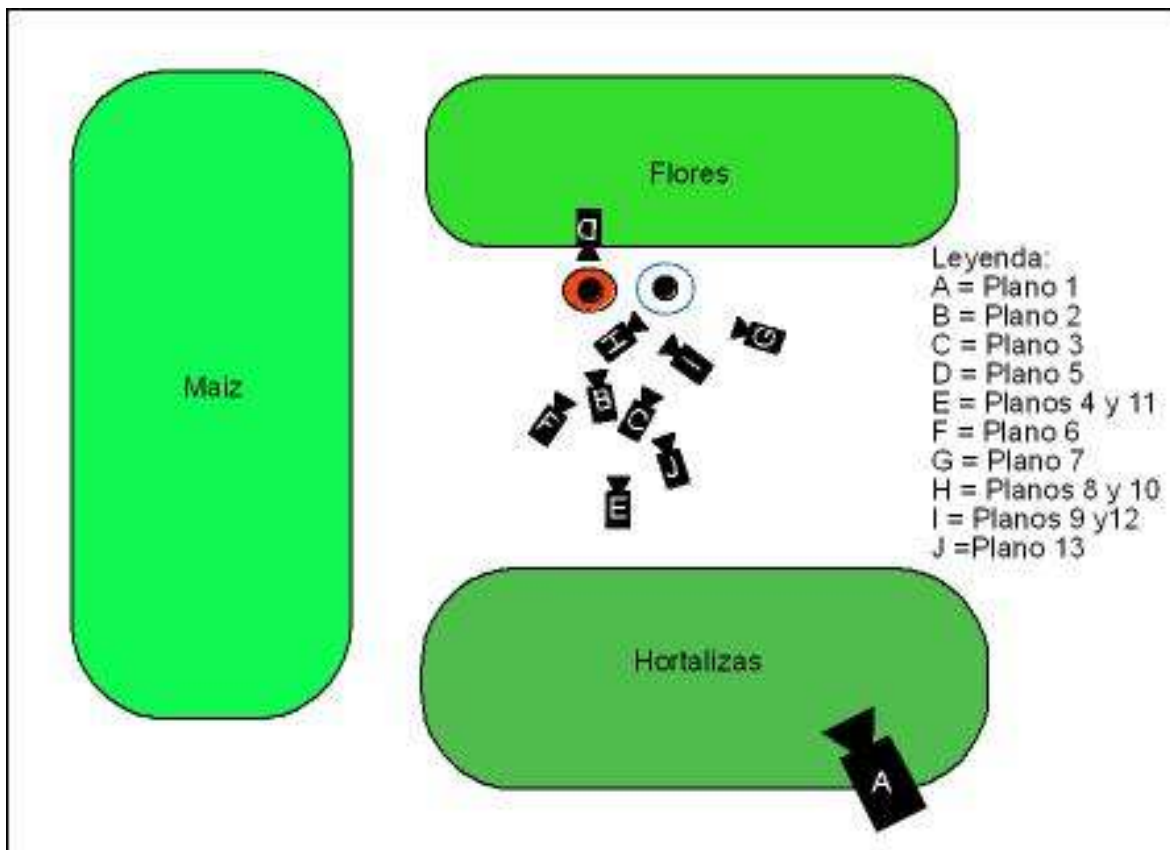 Flores
D
Leyenda:
A = Plano 1
B = Plano 2
C = Plano 3
D = Plano 5
E = Planos 4 y 11
F = Plano 6
G = Plano 7
H = Planos 8 y 10
I = Planos 9 y12
J =Plano 13
H
I
G
Maiz
F
B
C
J
E
Hortalizas
A